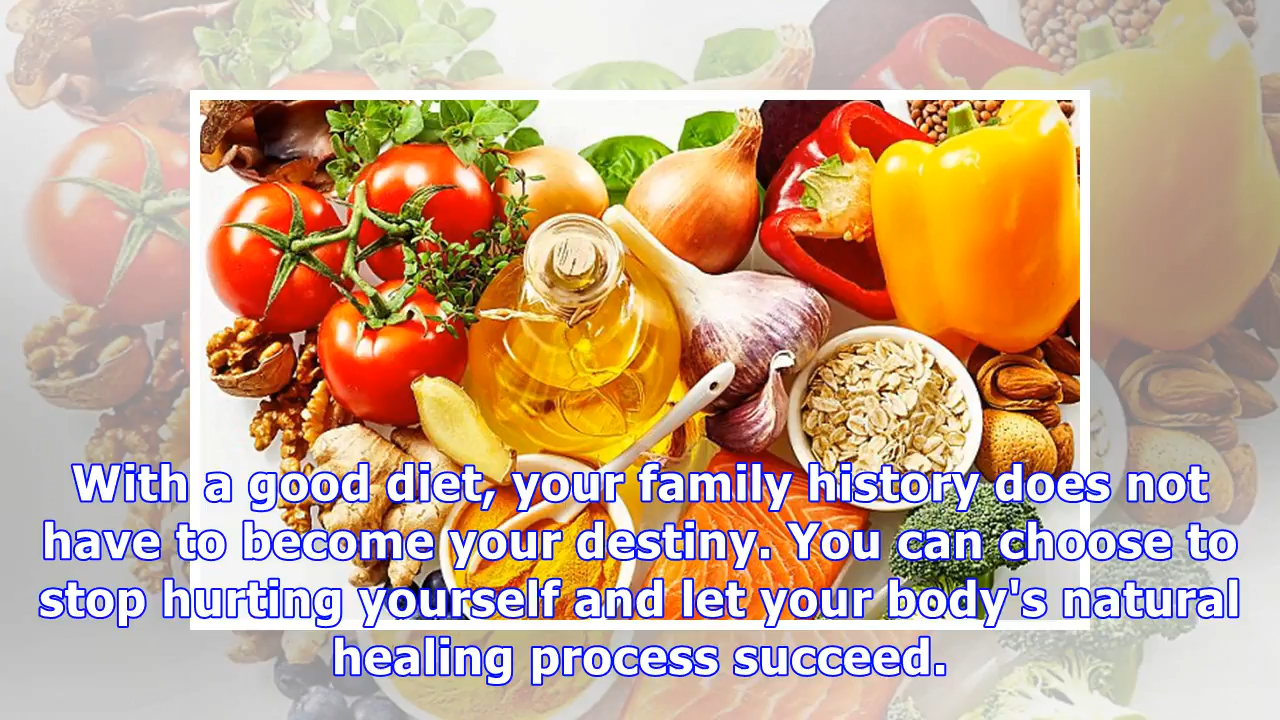 With a good diet, your family history does not
have to become your destiny. You can choose to
stop hurting yourself and let your body's natural
healing process succeed.